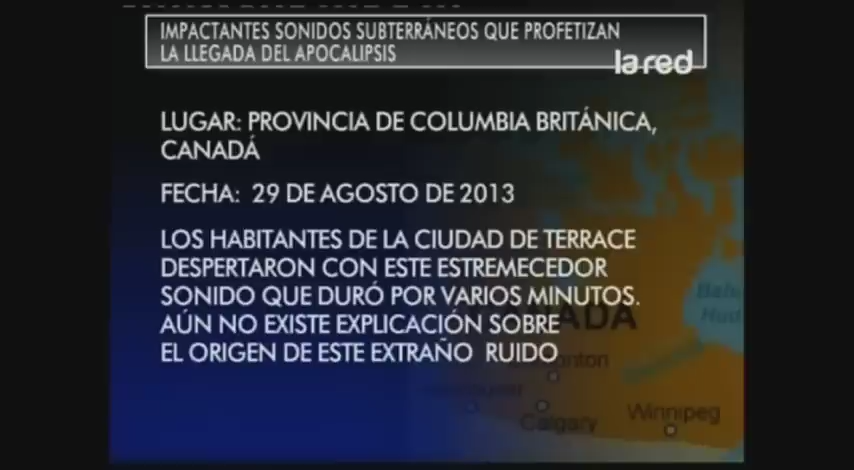 IMPACTANTES SONIDOS SUBTERRÁNEOS QUE PROFETIZAN
LA LLEGADA DEL APOCALIPSIS
la red
LUGAR: PROVINCIA DE COLUMBIA BRITÁNICA,
CANADÁ
FECHA: 29 DE AGOSTO DE 2013
LOS HABITANTES DE LA CIUDAD DE TERRACE
DESPERTARON CON ESTE ESTREMECEDOR
SONIDO QUE DURÓ POR VARIOS MINUTOS.
AÚN NO EXISTE EXPLICACIÓN SOBRE
EL ORIGEN DE ESTE EXTRAÑO RUIDO
Calgary
Winnipeg